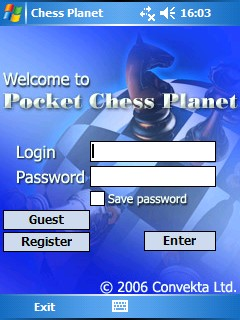 Chess Planet 16:03
Welcome to
Pocket Chess Planet
Login
Password
Save password
Guest
Register Enter
© 2006 Convekta Ltd.
Exit